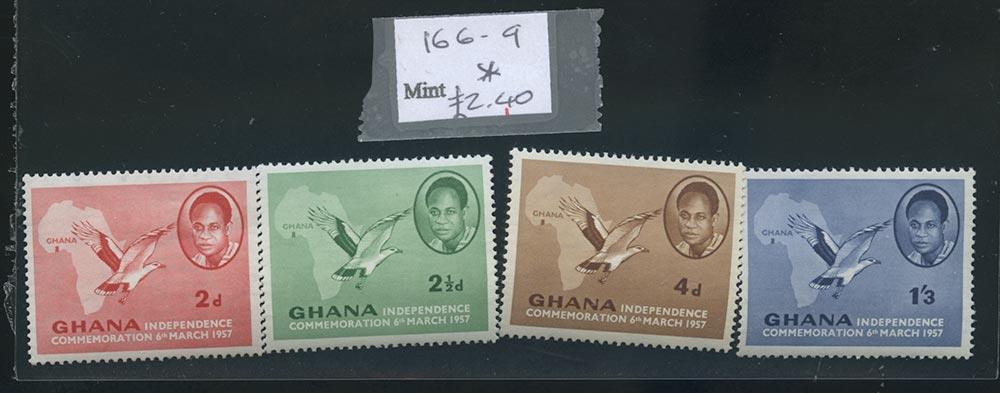 166-9
*
Mint £2.40
GHANA
2d
GHANA INDEPENDENCE
COMMEMORATION 6th MARCH 1957
GHANA
2½d
GHANA INDEPENDENCE
COMMEMORATION 6th MARCH 1957
GHANA
4d
GHANA INDEPENDENCE
COMMEMORATION 6th MARCH 1957
GHANA
1'3
GHANA INDEPENDENCE
COMMEMORATION 6th MARCH 1957